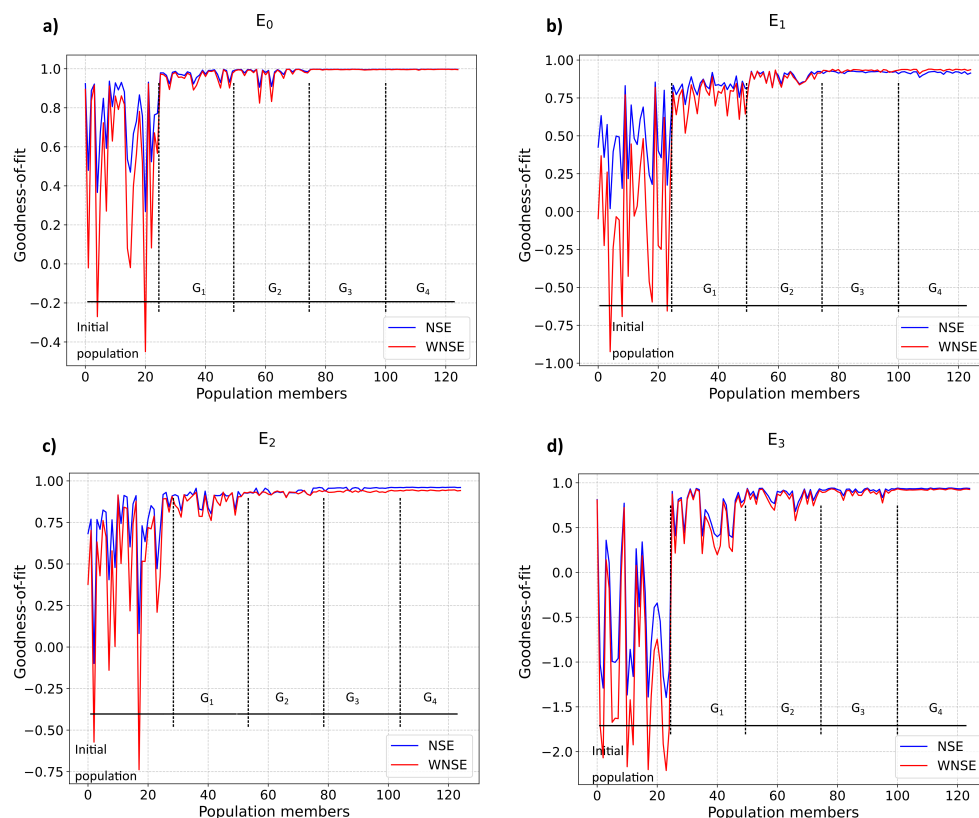 a)
E0
Goodness-of-fit
1.0
0.8
0.6
0.4
0.2
0.0
−0.2
−0.4
G1
G2
G3
G4
Initial
population
NSE
WNSE
0
20
40
60
80
100
120
Population members
b)
E1
Goodness-of-fit
1.00
0.75
0.50
0.25
0.00
−0.25
−0.50
−0.75
−1.00
G1
G2
G3
G4
Initial
population
NSE
WNSE
0
20
40
60
80
100
120
Population members
c)
E2
Goodness-of-fit
1.00
0.75
0.50
0.25
0.00
−0.25
−0.50
−0.75
G1
G2
G3
G4
Initial
population
NSE
WNSE
0
20
40
60
80
100
120
Population members
d)
E3
Goodness-of-fit
1.0
0.5
0.0
−0.5
−1.0
−1.5
−2.0
G1
G2
G3
G4
Initial
population
NSE
WNSE
0
20
40
60
80
100
120
Population members